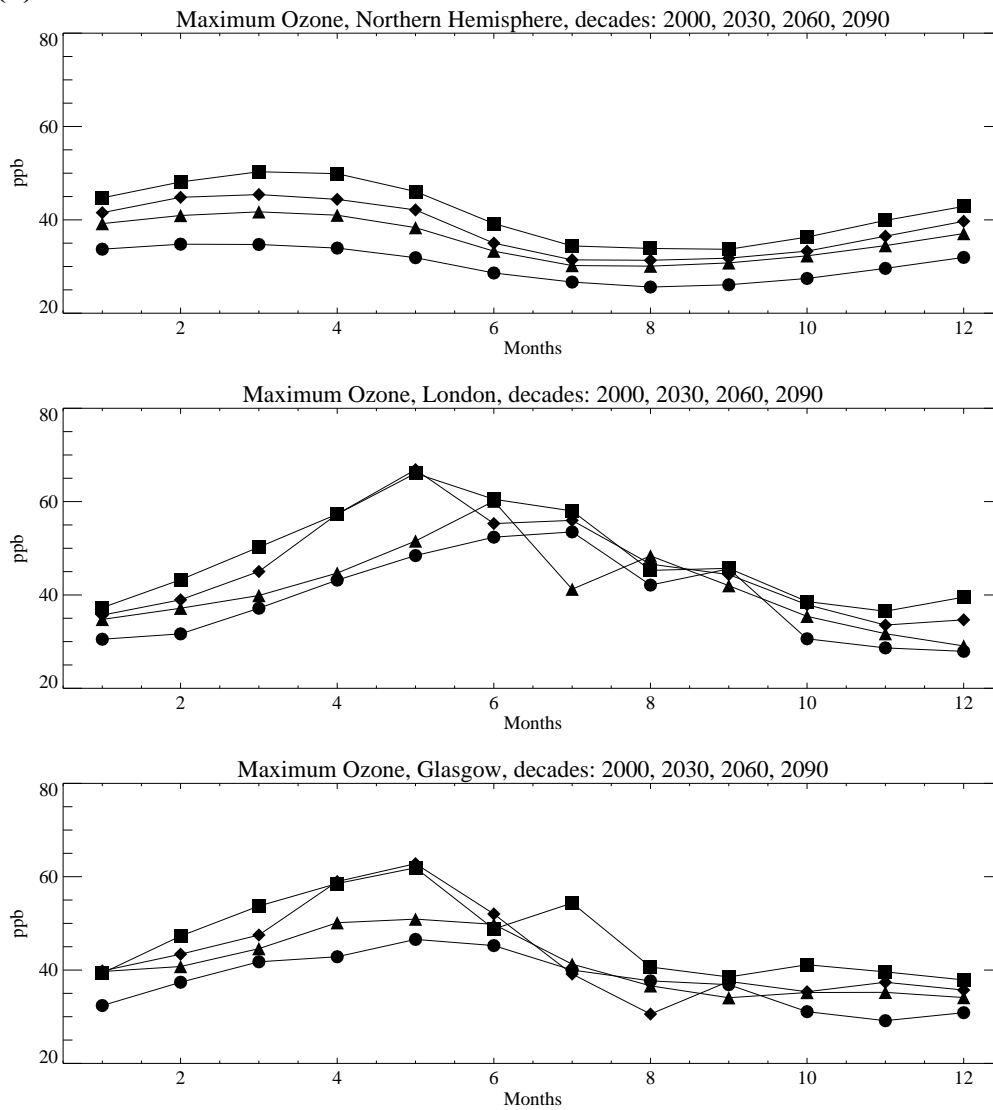 Maximum Ozone, Northern Hemisphere, decades: 2000, 2030, 2060, 2090
80
60
40
20
ppb
2 4 6 8 10 12
Months
Maximum Ozone, London, decades: 2000, 2030, 2060, 2090
80
60
40
20
ppb
2 4 6 8 10 12
Months
Maximum Ozone, Glasgow, decades: 2000, 2030, 2060, 2090
80
60
40
20
ppb
2 4 6 8 10 12
Months